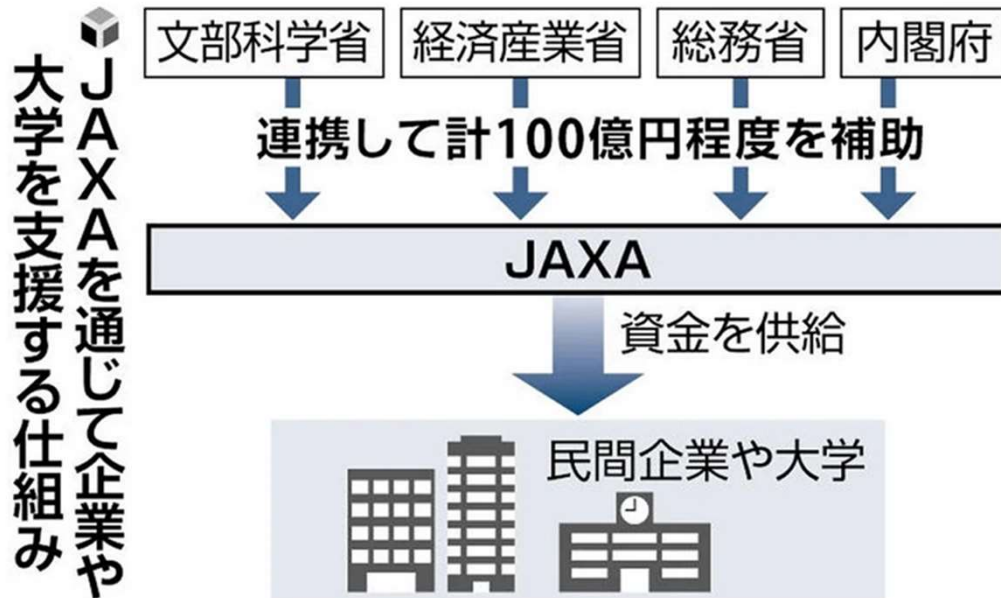 JAXAを通じて企業や
大学を支援する仕組み
文部科学省
経済産業省
総務省
内閣府
連携して計100億円程度を補助
JAXA
資金を供給
民間企業や大学